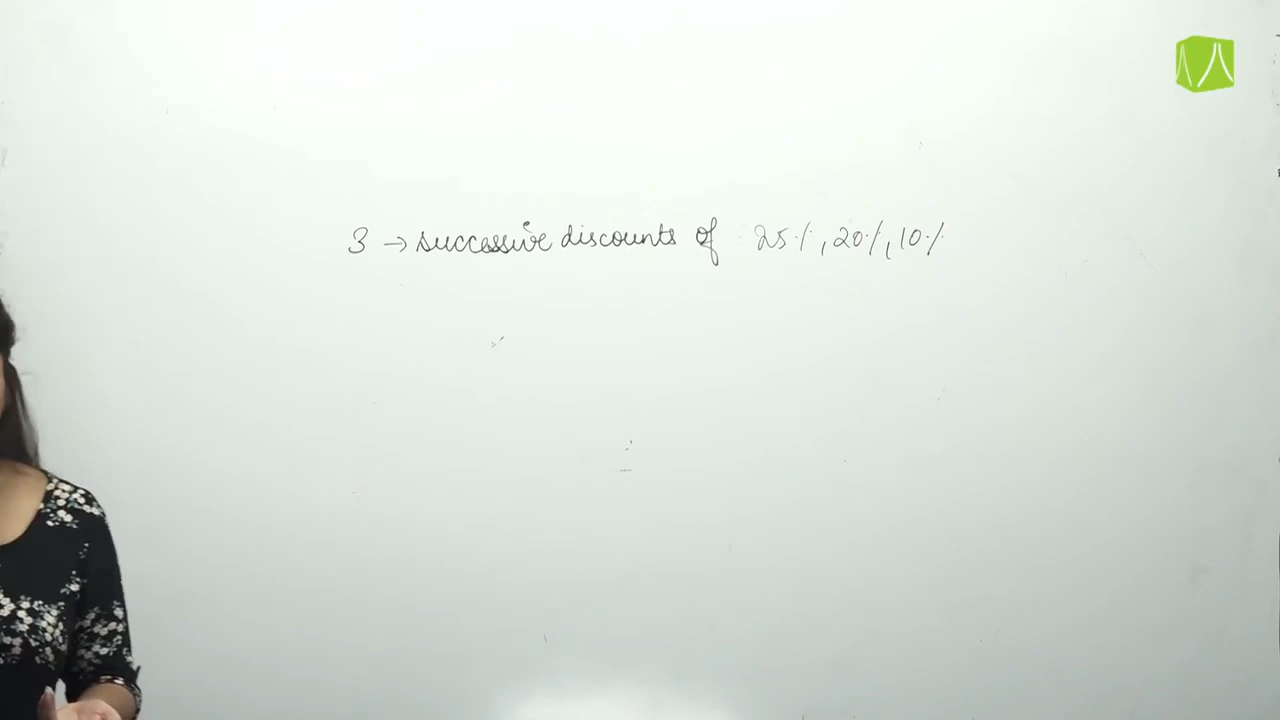 3 → successive discounts of 25%, 20%, 10%